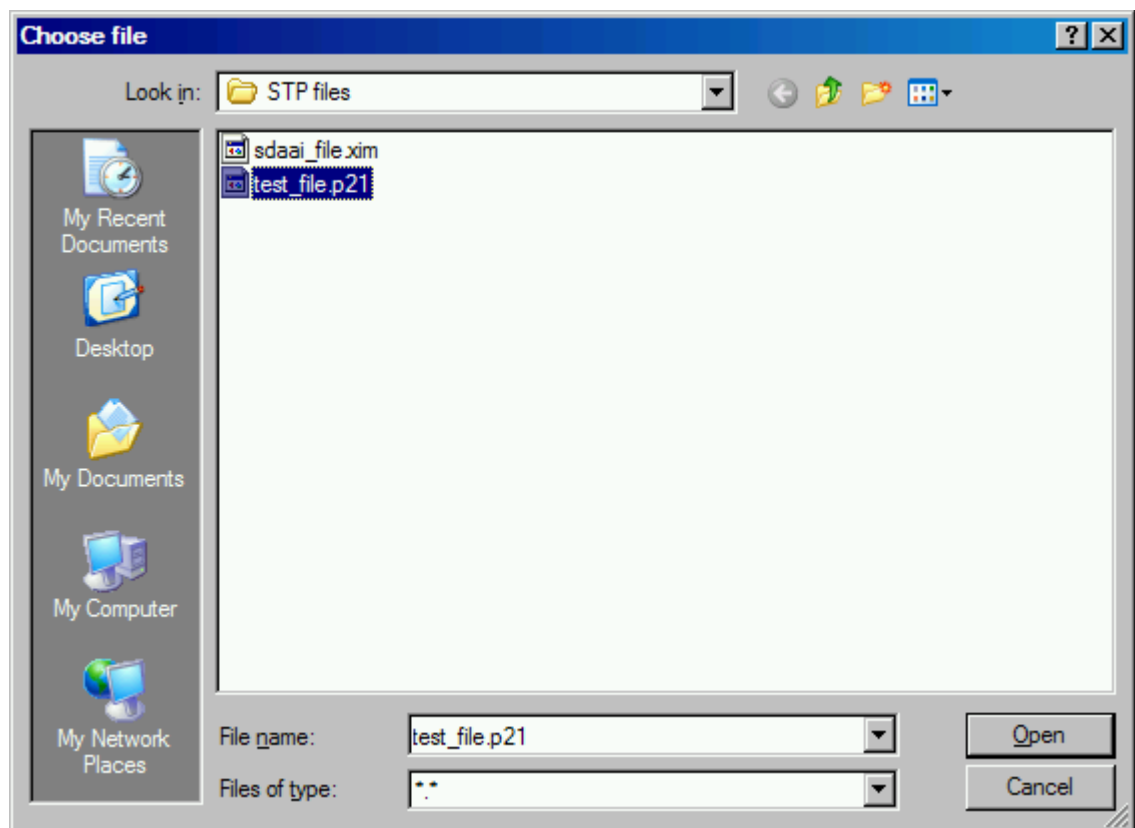 Choose file
Look in: STP files
sdaai_file.xim
test_file.p21
My Recent
Documents
Desktop
My Documents
My Computer
My Network
Places
File name: test_file.p21
Open
Files of type: *.*
Cancel